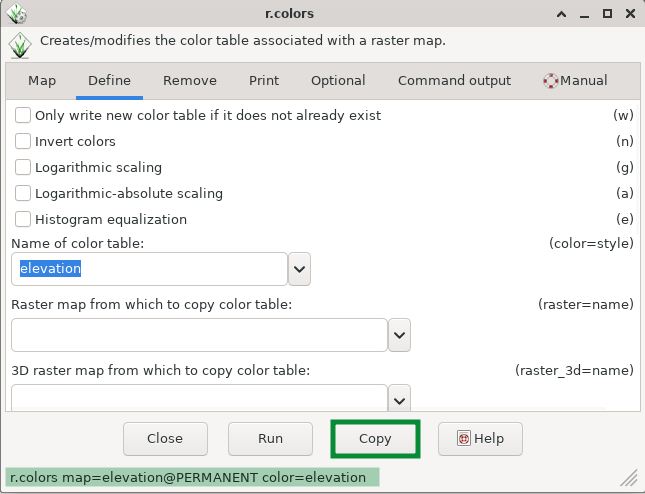 r.colors
Creates/modifies the color table associated with a raster map.
Map Define Remove Print Optional Command output Manual
Only write new color table if it does not already exist (w)
Invert colors (n)
Logarithmic scaling (g)
Logarithmic-absolute scaling (a)
Histogram equalization (e)
Name of color table: (color=style)
elevation
Raster map from which to copy color table: (raster=name)
3D raster map from which to copy color table: (raster_3d=name)
Close Run Copy Help
r.colors map=elevation@PERMANENT color=elevation